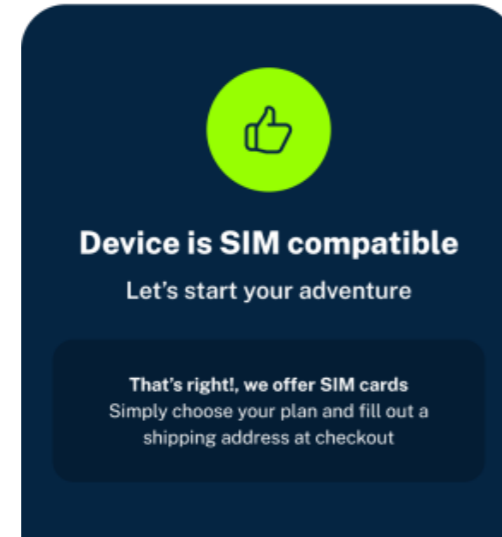 Device is SIM compatible
Let’s start your adventure
That’s right!, we offer SIM cards
Simply choose your plan and fill out a
shipping address at checkout